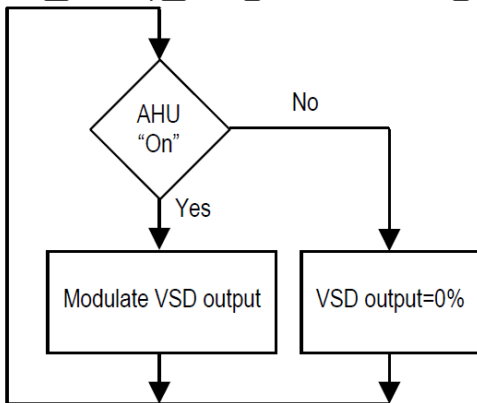 AHU
“On”
No
Yes
Modulate VSD output
VSD output=0%